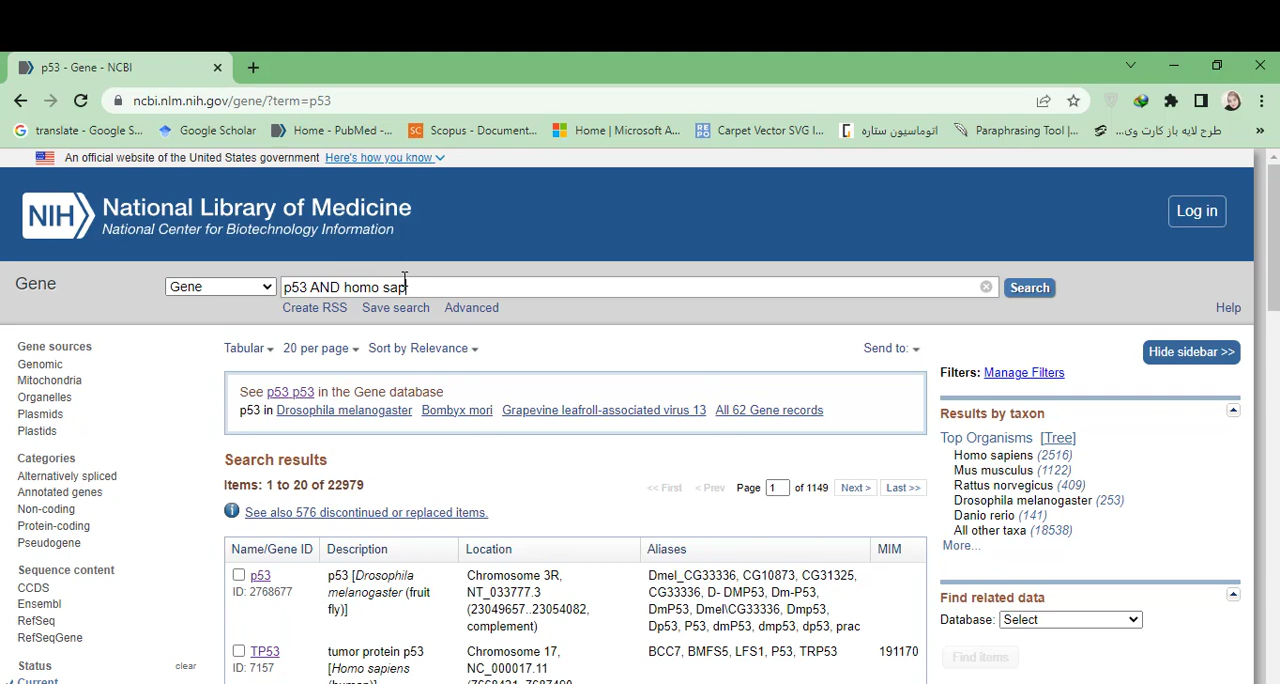 p53 - Gene - NCBI
ncbi.nlm.nih.gov/gene/?term=p53
translate - Google S... Google Scholar Home - PubMed -... Scopus - Document... Home | Microsoft A... Carpet Vector SVG I... اتوماسیون ستاره Paraphrasing Tool |... طرح لایه باز کارت وی...
An official website of the United States government Here's how you know
NIH National Library of Medicine
National Center for Biotechnology Information
Log in
Gene Gene p53 AND homo sap Search
Create RSS Save search Advanced Help
Gene sources
Genomic
Mitochondria
Organelles
Plasmids
Plastids
Categories
Alternatively spliced
Annotated genes
Non-coding
Protein-coding
Pseudogene
Sequence content
CCDS
Ensembl
RefSeq
RefSeqGene
Status clear
Current
Tabular 20 per page Sort by Relevance Send to:
See p53 p53 in the Gene database
p53 in Drosophila melanogaster Bombyx mori Grapevine leafroll-associated virus 13 All 62 Gene records
Search results
Items: 1 to 20 of 22979
<< First < Prev Page 1 of 1149 Next > Last >>
See also 576 discontinued or replaced items.
Name/Gene ID Description Location Aliases MIM
p53 p53 [Drosophila Chromosome 3R, Dmel_CG33336, CG10873, CG31325,
ID: 2768677 melanogaster (fruit NT_033777.3 CG33336, D- DMP53, Dm-P53,
fly)] (23049657..23054082, DmP53, Dmel\CG33336, Dmp53,
complement) Dp53, P53, dmP53, dmp53, dp53, prac
TP53 tumor protein p53 Chromosome 17, BCC7, BMFS5, LFS1, P53, TRP53 191170
ID: 7157 [Homo sapiens NC_000017.11
(human)] (7668421..7687490,
Hide sidebar >>
Filters: Manage Filters
Results by taxon
Top Organisms [Tree]
Homo sapiens (2516)
Mus musculus (1122)
Rattus norvegicus (409)
Drosophila melanogaster (253)
Danio rerio (141)
All other taxa (18538)
More...
Find related data
Database: Select
Find items